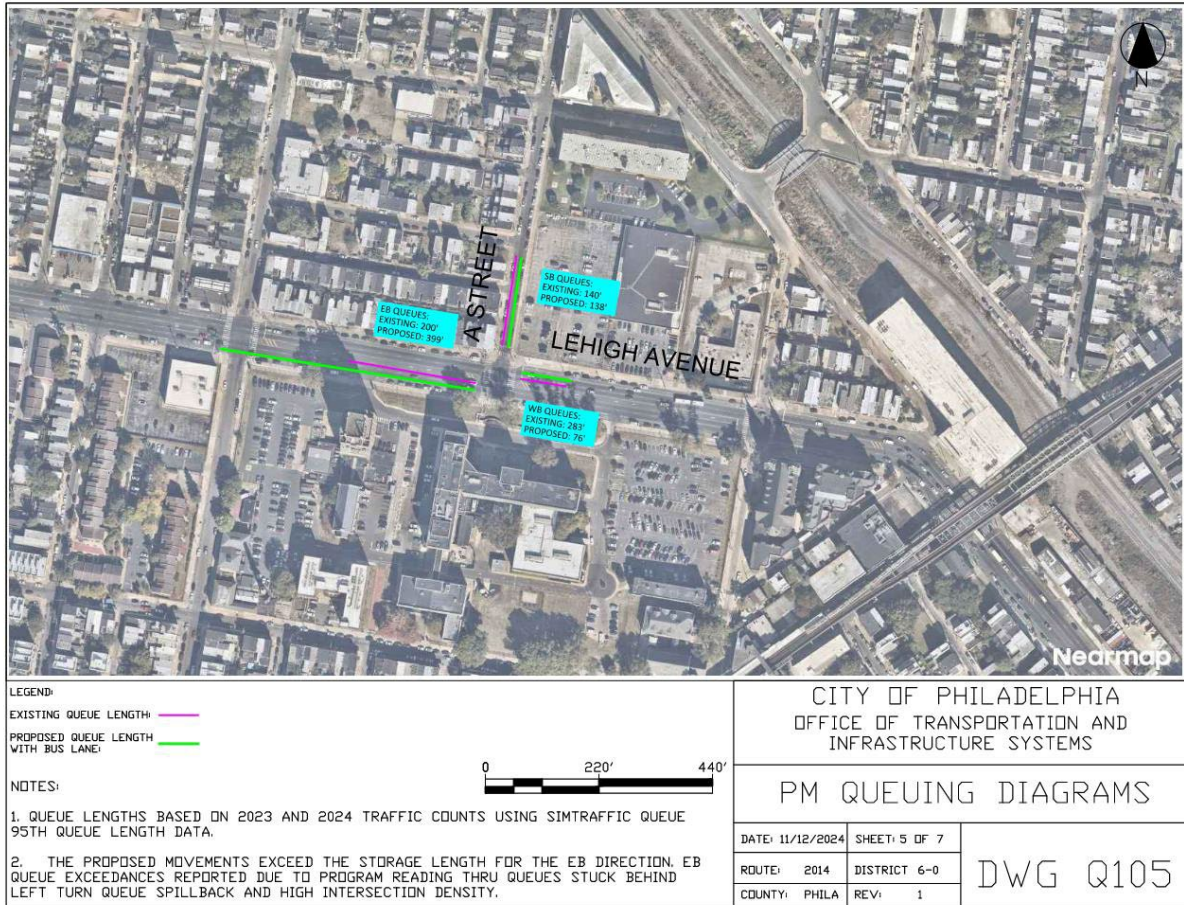 N
A STREET
SB QUEUES:
EXISTING: 140'
PROPOSED: 138'
EB QUEUES:
EXISTING: 200'
PROPOSED: 399'
LEHIGH AVENUE
WB QUEUES:
EXISTING: 283'
PROPOSED: 76'
Nearmap
LEGEND:
EXISTING QUEUE LENGTH:
PROPOSED QUEUE LENGTH
WITH BUS LANE:
0 220' 440'
NOTES:
1. QUEUE LENGTHS BASED ON 2023 AND 2024 TRAFFIC COUNTS USING SIMTRAFFIC QUEUE
95TH QUEUE LENGTH DATA.
2. THE PROPOSED MOVEMENTS EXCEED THE STORAGE LENGTH FOR THE EB DIRECTION. EB
QUEUE EXCEEDANCES REPORTED DUE TO PROGRAM READING THRU QUEUES STUCK BEHIND
LEFT TURN QUEUE SPILLBACK AND HIGH INTERSECTION DENSITY.
CITY OF PHILADELPHIA
OFFICE OF TRANSPORTATION AND
INFRASTRUCTURE SYSTEMS
PM QUEUING DIAGRAMS
DATE: 11/12/2024 SHEET: 5 OF 7
ROUTE: 2014 DISTRICT 6-0
COUNTY: PHILA REV: 1
DWG Q105